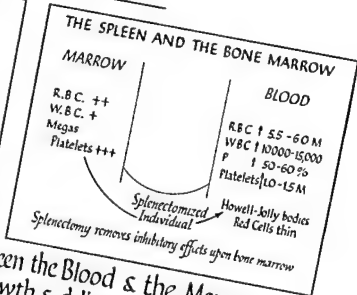 THE SPLEEN AND THE BONE MARROW
MARROW
BLOOD
R.B.C. ++
W.B.C. +
Megas
Platelets +++
RBC ↑ 5.5-6.0 M
WBC ↑ 10000-15,000
P ↑ 50-60 %
Platelets 1.0-1.5 M
Splenectomized
Individual
Howell-Jolly bodies
Red Cells thin
Splenectomy removes inhibitory effects upon bone marrow
the Blood & the